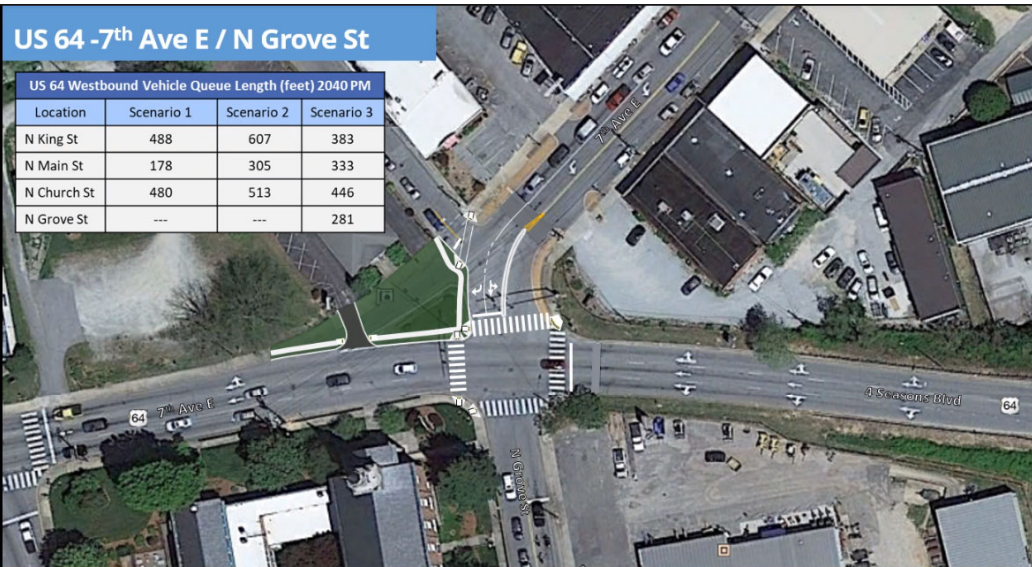 US 64 -7th Ave E / N Grove St
US 64 Westbound Vehicle Queue Length (feet) 2040 PM
Location Scenario 1 Scenario 2 Scenario 3
N King St 488 607 383
N Main St 178 305 333
N Church St 480 513 446
N Grove St --- --- 281
7th Ave E
64 7th Ave E
4 Seasons Blvd 64
N Grove St